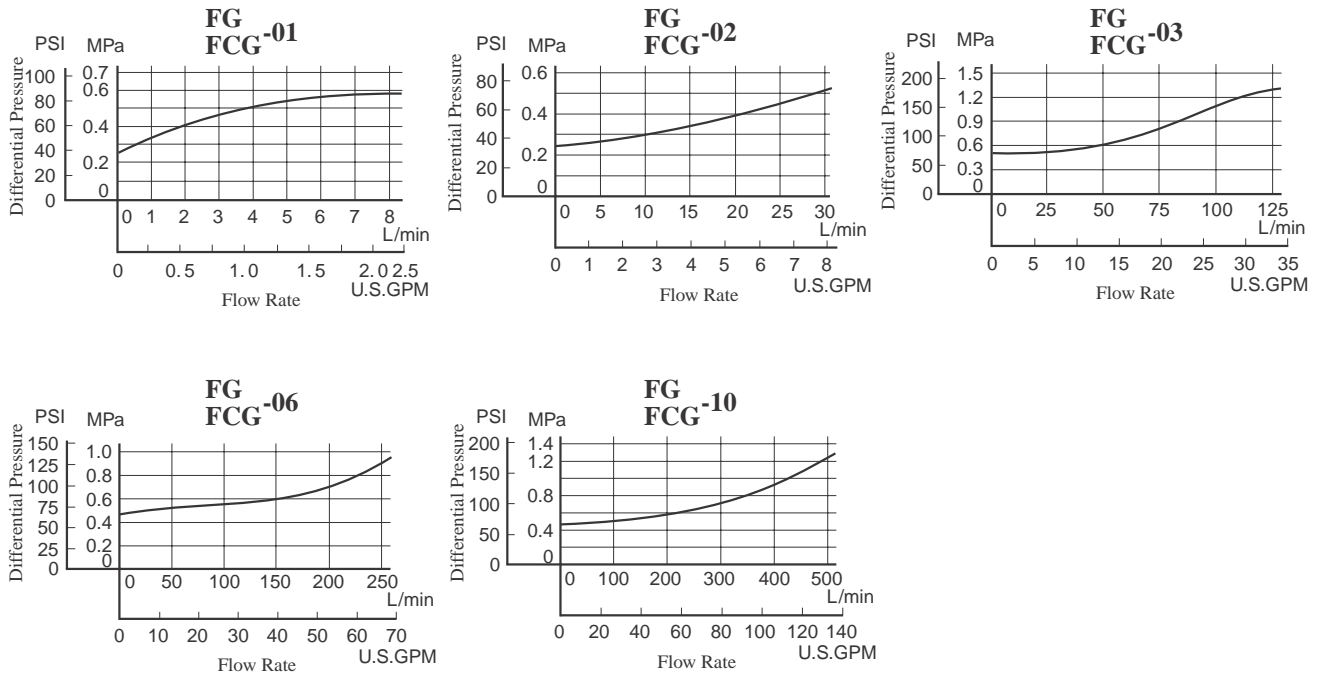 FG
FCG-01
PSI MPa
Differential Pressure
100
80
60
40
20
0
0.7
0.6
0.4
0.2
0
0 1 2 3 4 5 6 7 8
L/min
0 0.5 1.0 1.5 2.0 2.5
U.S.GPM
Flow Rate
FG
FCG-02
PSI MPa
Differential Pressure
80
60
40
20
0
0.6
0.4
0.2
0
0 5 10 15 20 25 30
L/min
0 1 2 3 4 5 6 7 8
U.S.GPM
Flow Rate
FG
FCG-03
PSI MPa
Differential Pressure
200
150
100
50
0
1.5
1.2
0.9
0.6
0.3
0
0 25 50 75 100 125
L/min
0 5 10 15 20 25 30 35
U.S.GPM
Flow Rate
FG
FCG-06
PSI MPa
Differential Pressure
150
125
100
75
50
25
0
1.0
0.8
0.6
0.4
0.2
0
0 50 100 150 200 250
L/min
0 10 20 30 40 50 60 70
U.S.GPM
Flow Rate
FG
FCG-10
PSI MPa
Differential Pressure
200
150
100
50
0
1.4
1.2
0.8
0.4
0
0 100 200 300 400 500
L/min
0 20 40 60 80 100 120 140
U.S.GPM
Flow Rate